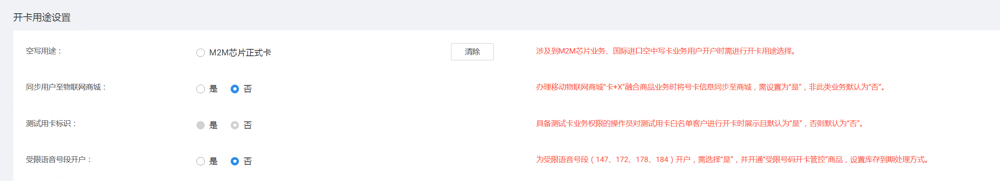 开卡用途设置
空写用途： M2M芯片正式卡 清除 涉及到M2M芯片业务、国际进口空中写卡业务用户开户时需进行开卡用途选择。
同步用户至物联网商城： 是 否 办理移动物联网商城“卡+X”融合商品业务时将号卡信息同步至商城，需设置为“是”，非此类业务默认为“否”。
测试用卡标识： 是 否 具备测试卡业务权限的操作员对测试用卡白名单客户进行开卡时展示且默认为“是”，否则默认为“否”。
受限语音号段开户： 是 否 为受限语音号段（147、172、178、184）开户，需选择“是”，并开通“受限号码开卡管控”商品，设置库存到期处理方式。